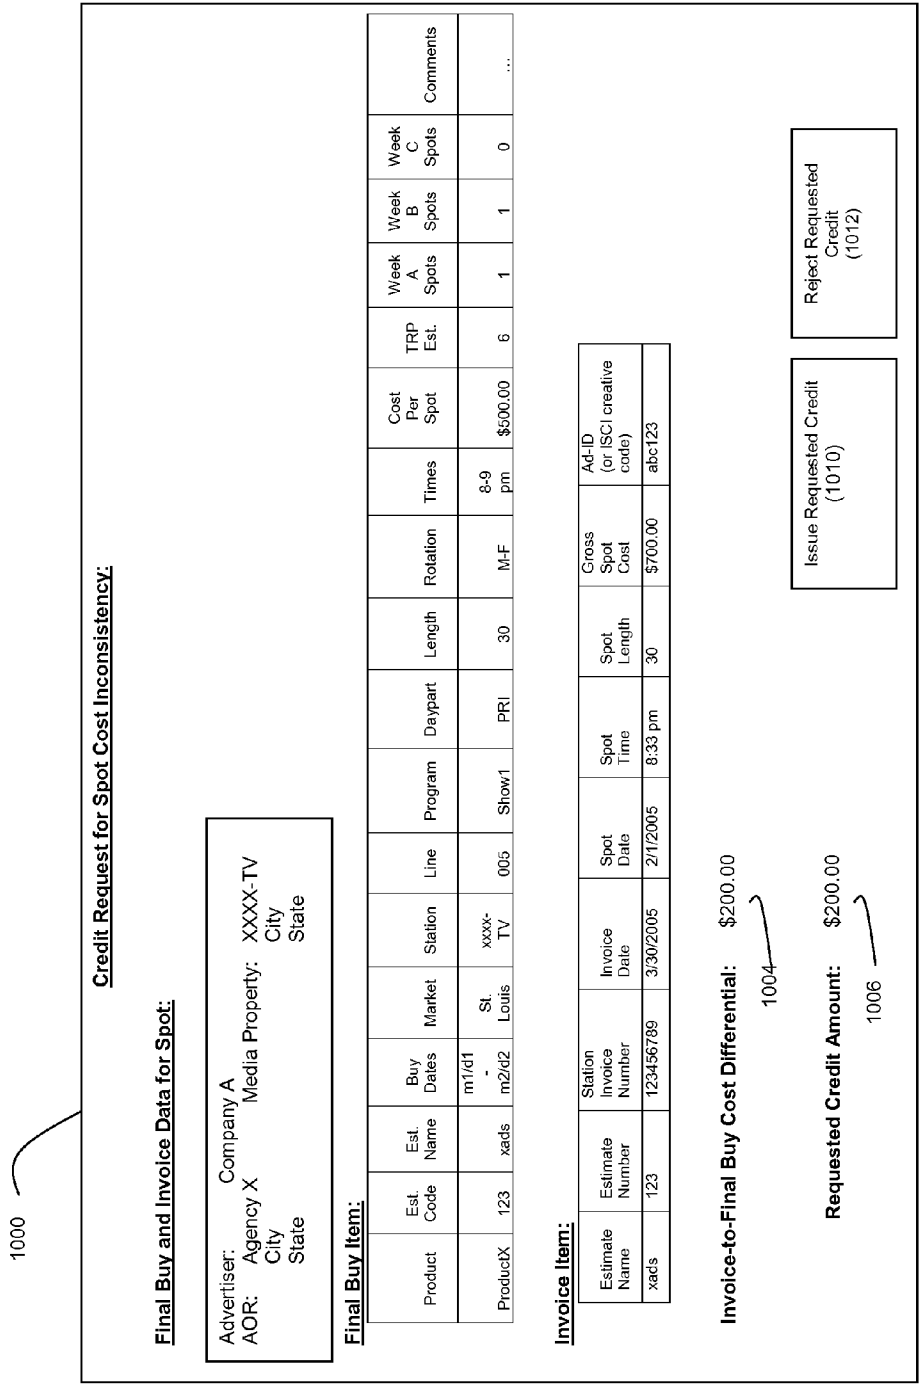 1000
Credit Request for Spot Cost Inconsistency:
Final Buy and Invoice Data for Spot:
Advertiser: Company A
AOR: Agency X Media Property: XXXX-TV
City City
State State
Final Buy Item:
Product Est. Code Est. Name Buy Dates Market Station Line Program Daypart Length Rotation Times Cost Per Spot TRP Est. Week A Spots Week B Spots Week C Spots Comments
ProductX 123 xads m1/d1 - m2/d2 St. Louis xxxx-TV 005 Show1 PRI 30 M-F 8-9 pm $500.00 6 1 1 0 ...
Invoice Item:
Estimate Name Estimate Number Station Invoice Number Invoice Date Spot Date Spot Time Spot Length Gross Spot Cost Ad-ID (or ISCI creative code)
xads 123 123456789 3/30/2005 2/1/2005 8:33 pm 30 $700.00 abc123
Invoice-to-Final Buy Cost Differential: $200.00
1004
Requested Credit Amount: $200.00
1006
Issue Requested Credit
(1010)
Reject Requested
Credit
(1012)